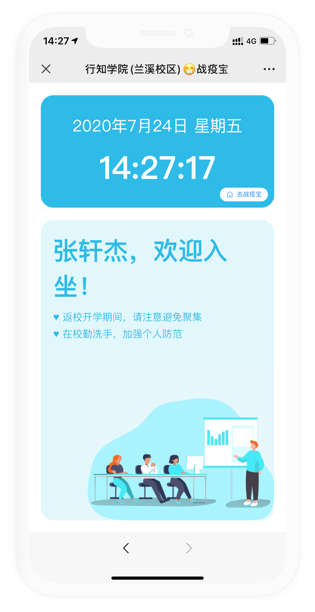 14:27 4G
行知学院(兰溪校区)😷战疫宝
2020年7月24日 星期五
14:27:17
去战疫宝
张轩杰，欢迎入
坐！
♥ 返校开学期间，请注意避免聚集
♥ 在校勤洗手，加强个人防范